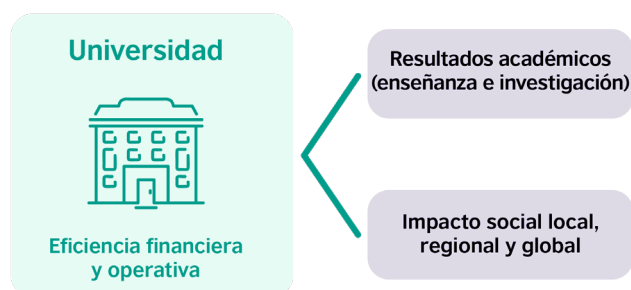 Universidad
Eficiencia financiera
y operativa
Resultados académicos
(enseñanza e investigación)
Impacto social local,
regional y global